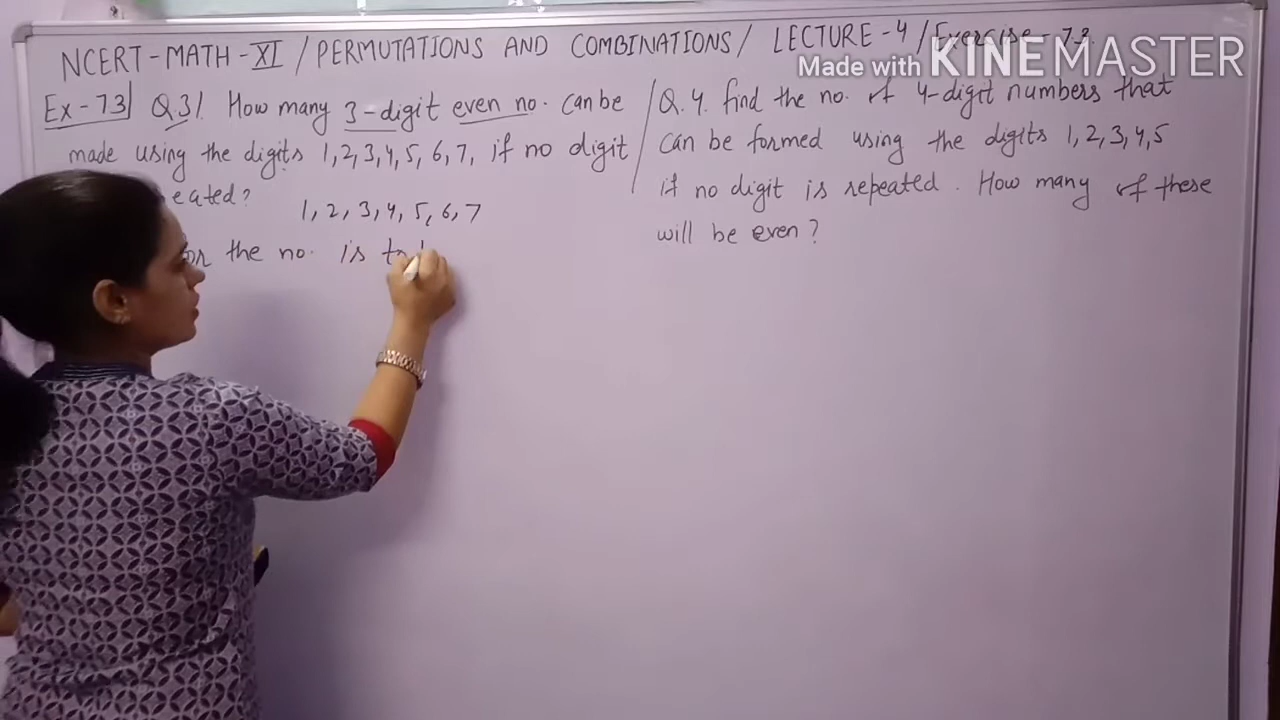 NCERT-MATH-XI / PERMUTATIONS AND COMBINATIONS / LECTURE-4 / Exercise-7.3
Made with KINEMASTER
Ex-7.3 Q.3/ How many 3-digit even no. can be
made using the digits 1,2,3,4,5,6,7, if no digit
eated?
1,2,3,4,5,6,7
or the no. is to
Q.4. find the no. of 4-digit numbers that
can be formed using the digits 1,2,3,4,5
if no digit is repeated. How many of these
will be even?